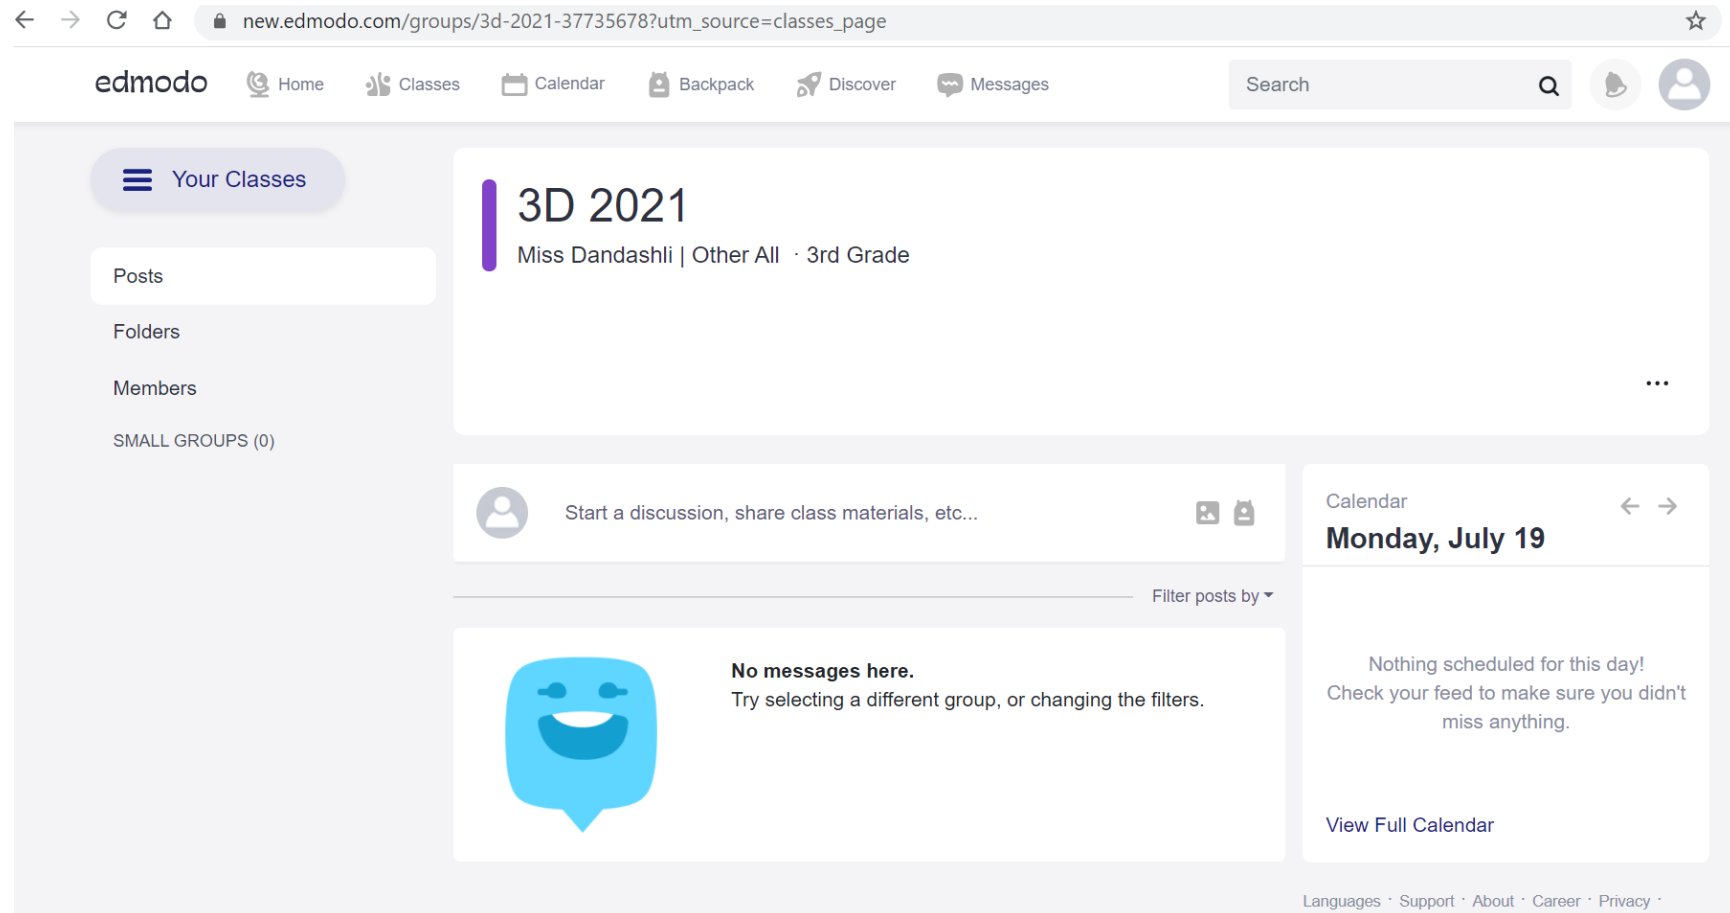 new.edmodo.com/groups/3d-2021-37735678?utm_source=classes_page
edmodo Home Classes Calendar Backpack Discover Messages Search
Your Classes
Posts
Folders
Members
SMALL GROUPS (0)
3D 2021
Miss Dandashli | Other All · 3rd Grade
Start a discussion, share class materials, etc...
Filter posts by
No messages here.
Try selecting a different group, or changing the filters.
Calendar
Monday, July 19
Nothing scheduled for this day!
Check your feed to make sure you didn't
miss anything.
View Full Calendar
Languages · Support · About · Career · Privacy ·